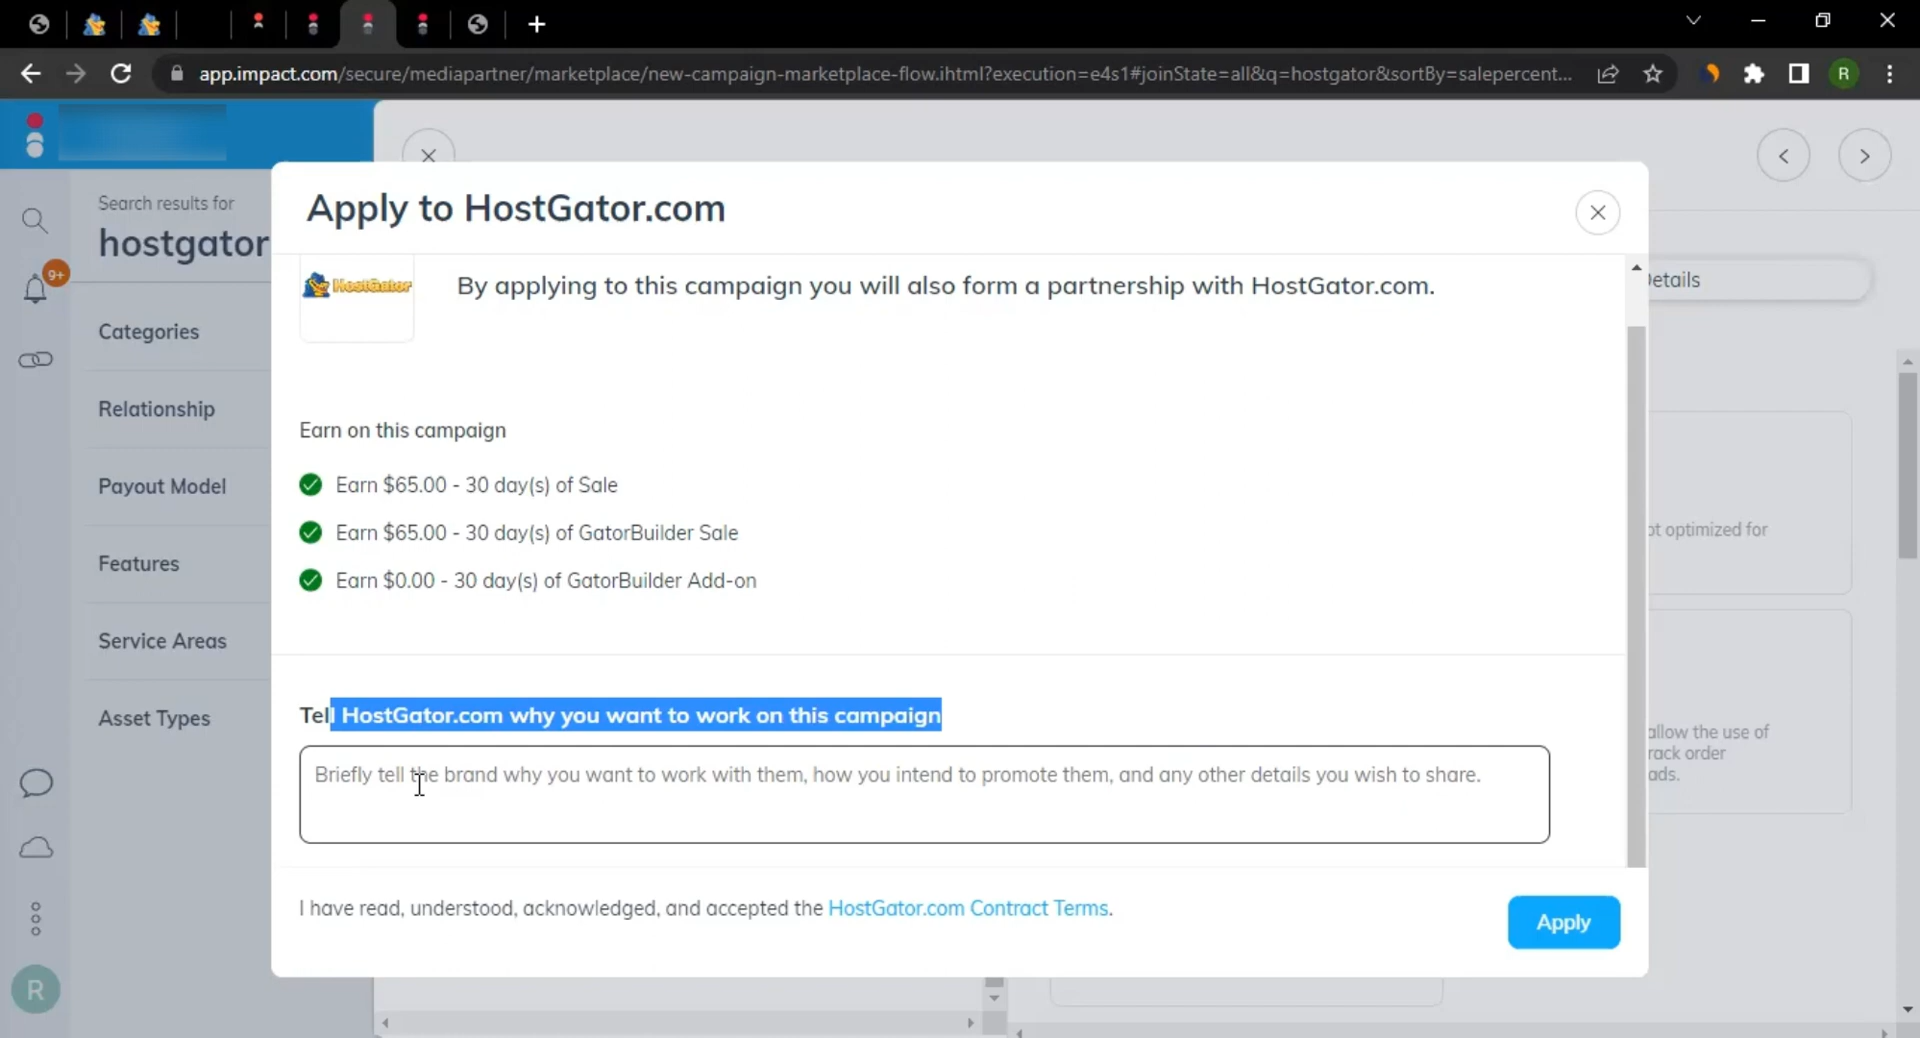 app.impact.com/secure/mediapartner/marketplace/new-campaign-marketplace-flow.ihtml?execution=e4s1#joinState=all&q=hostgator&sortBy=salepercent...
R
Search results for
hostgator
9+
Categories
Relationship
Payout Model
Features
Service Areas
Asset Types
R
Apply to HostGator.com
HostGator
By applying to this campaign you will also form a partnership with HostGator.com.
Earn on this campaign
Earn $65.00 - 30 day(s) of Sale
Earn $65.00 - 30 day(s) of GatorBuilder Sale
Earn $0.00 - 30 day(s) of GatorBuilder Add-on
Tell HostGator.com why you want to work on this campaign
Briefly tell the brand why you want to work with them, how you intend to promote them, and any other details you wish to share.
I have read, understood, acknowledged, and accepted the HostGator.com Contract Terms.
Apply
etails
ot optimized for
allow the use of
rack order
ads.